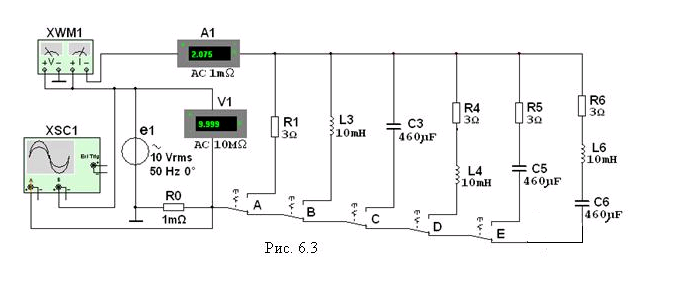 XWM1
+V- +I-
A1
2.075
AC 1mΩ
V1
9.999
AC 10MΩ
XSC1
Ext Trig
A B
e1
10 Vrms
50 Hz 0°
R0
1mΩ
R1
3Ω
L3
10mH
C3
460µF
R4
3Ω
L4
10mH
R5
3Ω
C5
460µF
R6
3Ω
L6
10mH
C6
460µF
A
B
C
D
E
Рис. 6.3